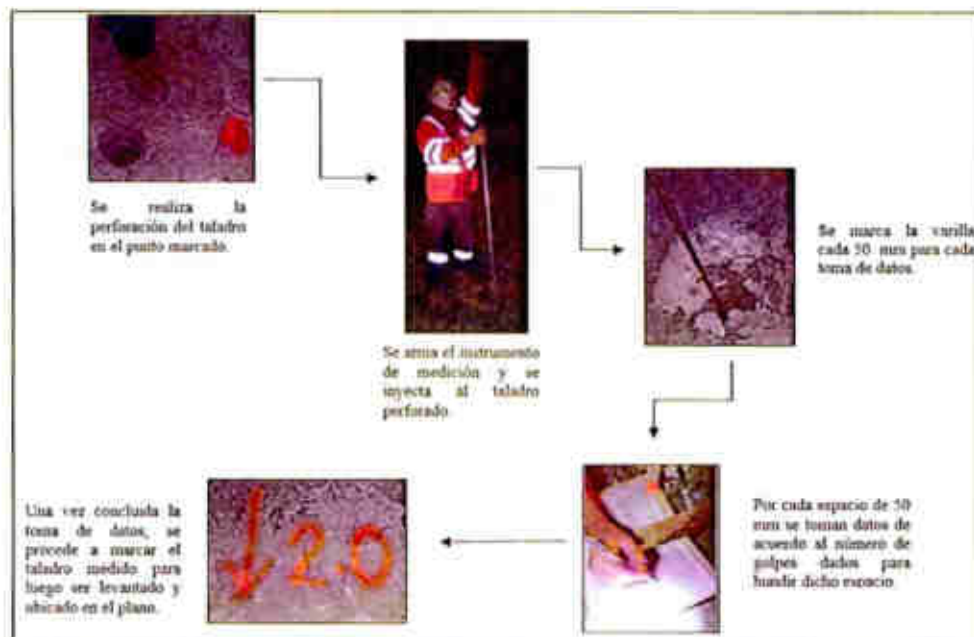 Se realiza la
perforación del taladro
en el punto marcado.
Se arma el instrumento
de medición y se
inyecta al taladro
perforado.
Se marca la varilla
cada 50 mm para cada
toma de datos.
Por cada espacio de 50
mm se toman datos de
acuerdo al número de
golpes dados para
hundir dicho espacio
2.0
Una vez concluida la
toma de datos, se
procede a marcar el
taladro medido para
luego ser levantado y
ubicado en el plano.